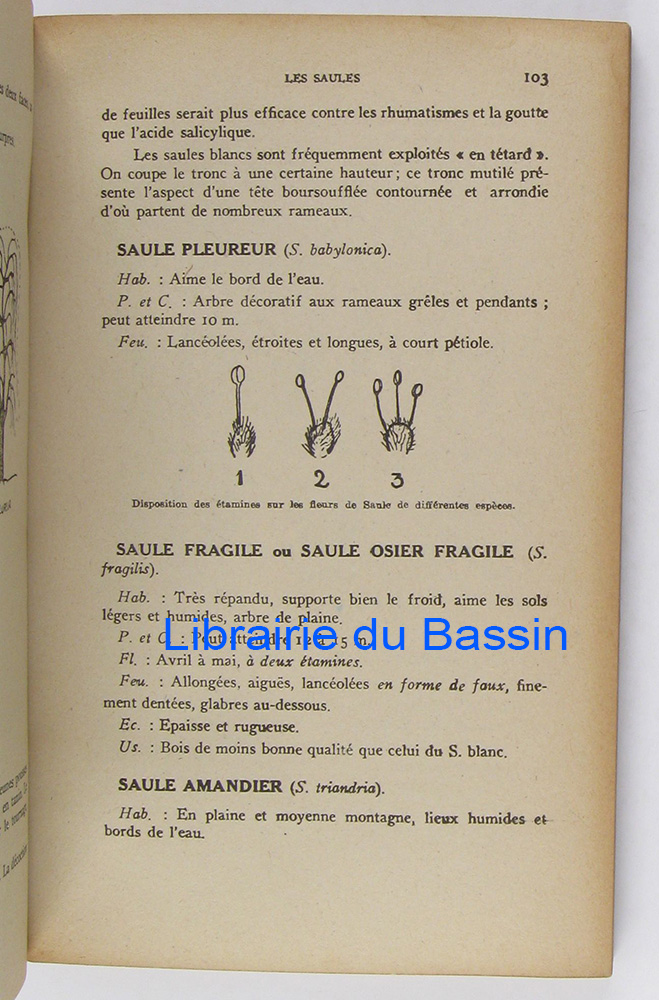 LES SAULES 103
de feuilles serait plus efficace contre les rhumatismes et la goutte
que l'acide salicylique.
Les saules blancs sont fréquemment exploités « en tétard ».
On coupe le tronc à une certaine hauteur ; ce tronc mutilé pré-
sente l'aspect d'une tête boursoufflée contournée et arrondie
d'où partent de nombreux rameaux.
SAULE PLEUREUR (S. babylonica).
Hab. : Aime le bord de l'eau.
P. et C. : Arbre décoratif aux rameaux grêles et pendants ;
peut atteindre 10 m.
Feu. : Lancéolées, étroites et longues, à court pétiole.
1 2 3
Disposition des étamines sur les fleurs de Saule de différentes espèces.
SAULE FRAGILE ou SAULE OSIER FRAGILE (S.
fragilis).
Hab. : Très répandu, supporte bien le froid, aime les sols
légers et humides, arbre de plaine.
P. et C. : Peut atteindre 12 à 15 m.
Librairie du Bassin
Fl. : Avril à mai, à deux étamines.
Feu. : Allongées, aiguës, lancéolées en forme de faux, fine-
ment dentées, glabres au-dessous.
Ec. : Epaisse et rugueuse.
Us. : Bois de moins bonne qualité que celui du S. blanc.
SAULE AMANDIER (S. triandria).
Hab. : En plaine et moyenne montagne, lieux humides et
bords de l'eau.